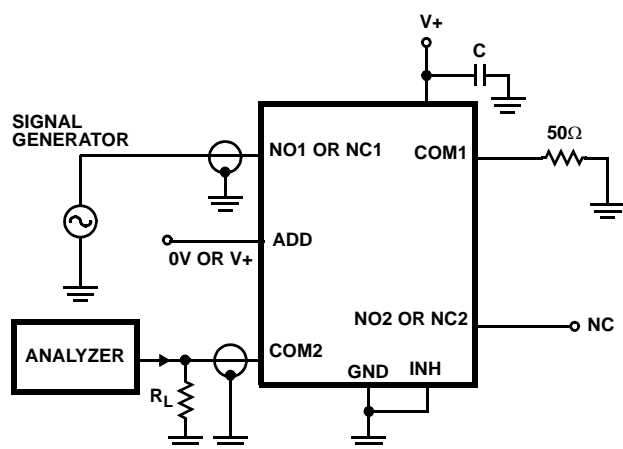 V+
C
SIGNAL
GENERATOR
50Ω
NO1 OR NC1
COM1
ADD
0V OR V+
NO2 OR NC2
NC
ANALYZER
COM2
RL
GND
INH